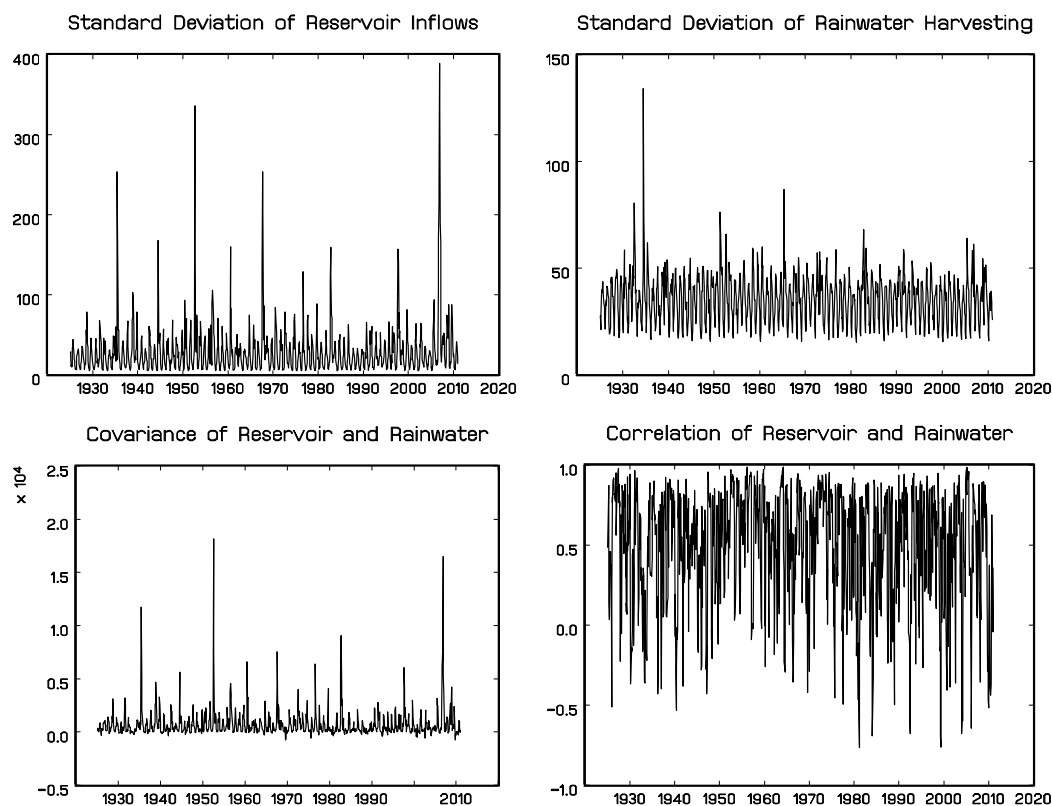 Standard Deviation of Reservoir Inflows
400
300
200
100
0
1930 1940 1950 1960 1970 1980 1990 2000 2010 2020
Standard Deviation of Rainwater Harvesting
150
100
50
0
1930 1940 1950 1960 1970 1980 1990 2000 2010 2020
Covariance of Reservoir and Rainwater
× 10⁴
2.5
2.0
1.5
1.0
0.5
0.0
−0.5
1930 1940 1950 1960 1970 1980 1990 2010
Correlation of Reservoir and Rainwater
1.0
0.5
0.0
−0.5
−1.0
1930 1940 1950 1960 1970 1980 1990 2000 2010 2020